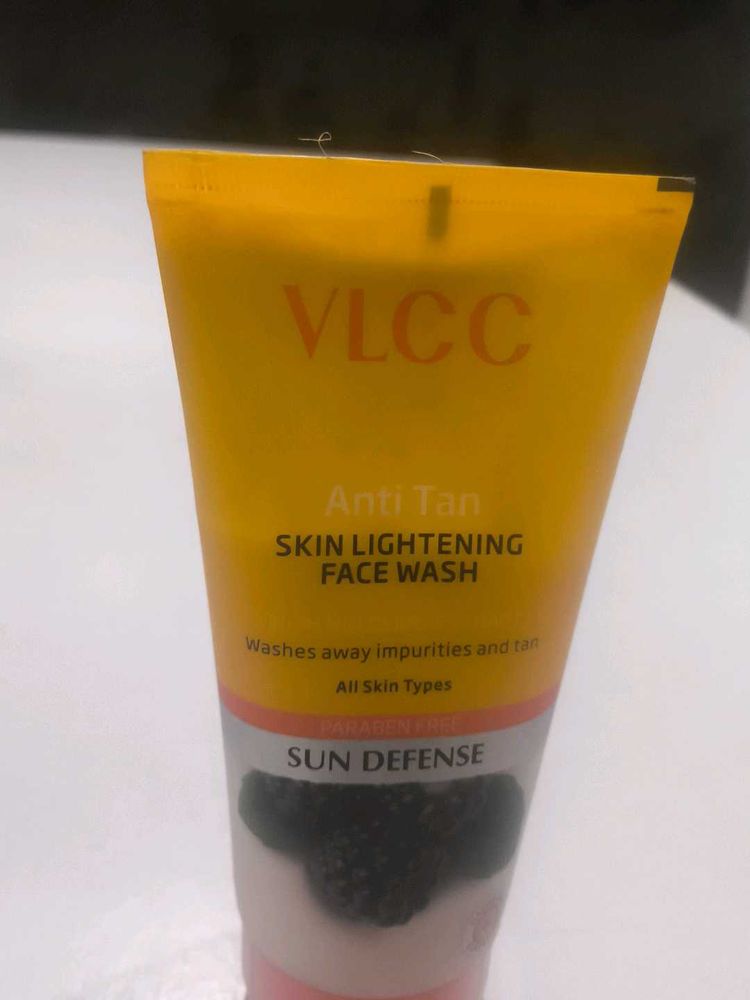 VLCC
Anti Tan
SKIN LIGHTENING
FACE WASH
Washes away impurities and tan
All Skin Types
PARABEN FREE
SUN DEFENSE